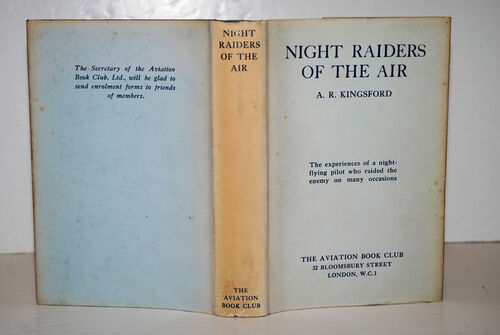 The Secretary of the Aviation
Book Club, Ltd., will be glad to
send enrolment forms to friends
of members.
NIGHT
RAIDERS
OF THE
AIR
THE
AVIATION
BOOK CLUB
NIGHT RAIDERS
OF THE AIR
A. R. KINGSFORD
The experiences of a night-
flying pilot who raided the
enemy on many occasions
THE AVIATION BOOK CLUB
32 BLOOMSBURY STREET
LONDON, W.C.1